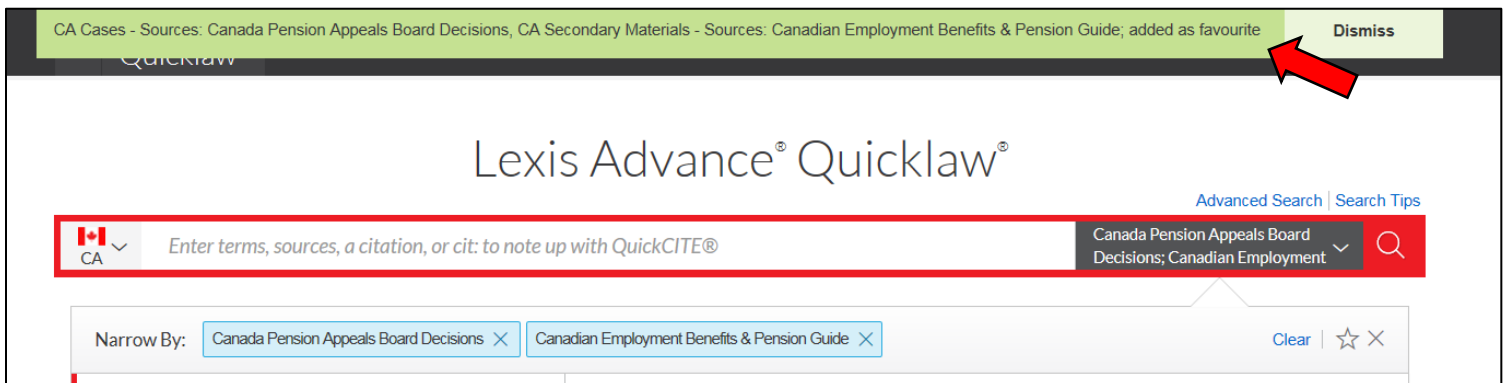 CA Cases - Sources: Canada Pension Appeals Board Decisions, CA Secondary Materials - Sources: Canadian Employment Benefits & Pension Guide; added as favourite Dismiss
Quicklaw
Lexis Advance® Quicklaw®
Advanced Search | Search Tips
CA Enter terms, sources, a citation, or cit: to note up with QuickCITE®
Canada Pension Appeals Board
Decisions; Canadian Employment
Narrow By: Canada Pension Appeals Board Decisions Canadian Employment Benefits & Pension Guide Clear